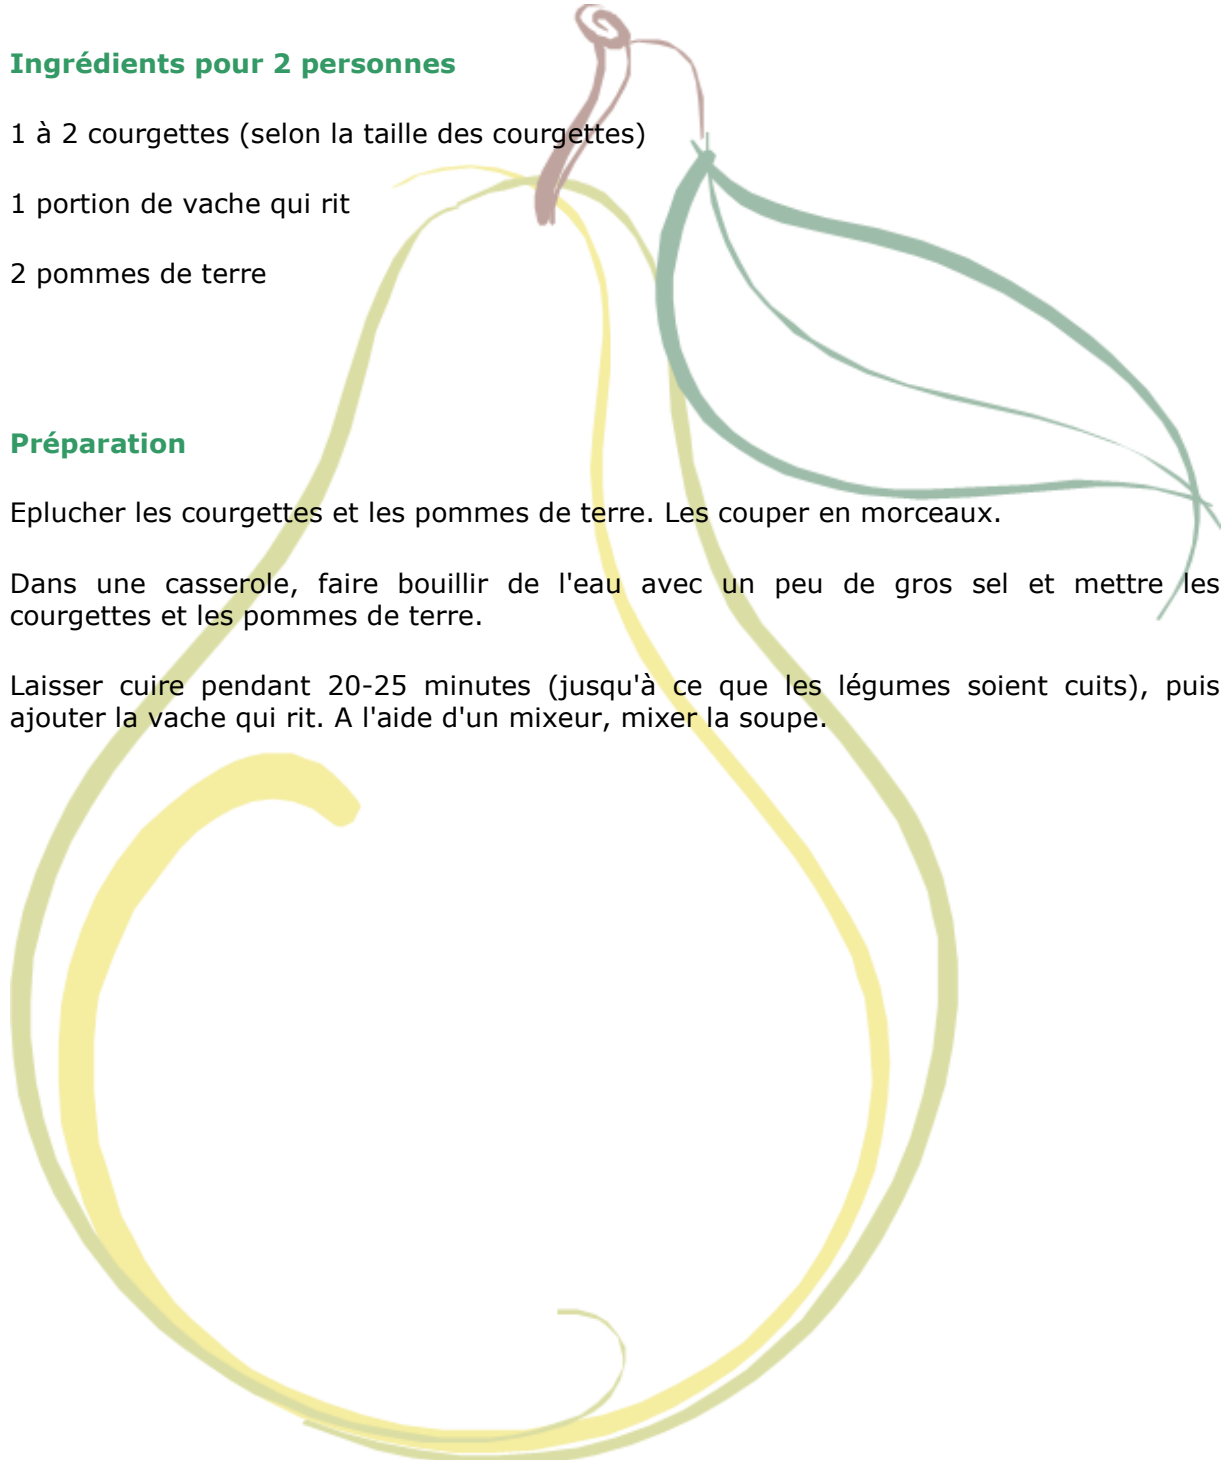 Ingrédients pour 2 personnes
1 à 2 courgettes (selon la taille des courgettes)
1 portion de vache qui rit
2 pommes de terre
Préparation
Eplucher les courgettes et les pommes de terre. Les couper en morceaux.
Dans une casserole, faire bouillir de l'eau avec un peu de gros sel et mettre les
courgettes et les pommes de terre.
Laisser cuire pendant 20-25 minutes (jusqu'à ce que les légumes soient cuits), puis
ajouter la vache qui rit. A l'aide d'un mixeur, mixer la soupe.